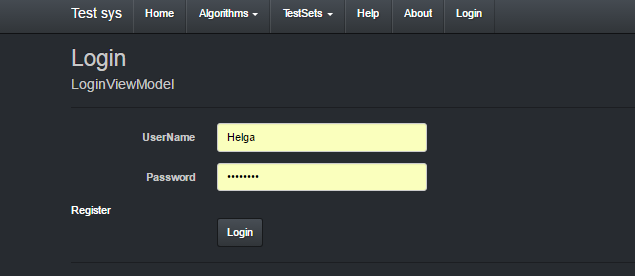 Test sys Home Algorithms TestSets Help About Login
Login
LoginViewModel
UserName Helga
Password ••••••••
Register
Login